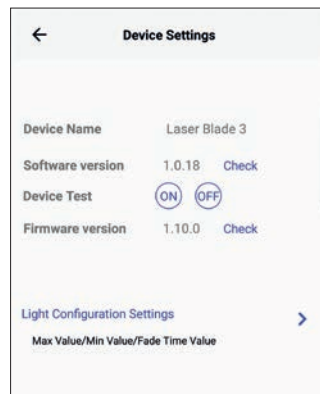 Device Settings
Device Name Laser Blade 3
Software version 1.0.18 Check
Device Test ON OFF
Firmware version 1.10.0 Check
Light Configuration Settings
Max Value/Min Value/Fade Time Value